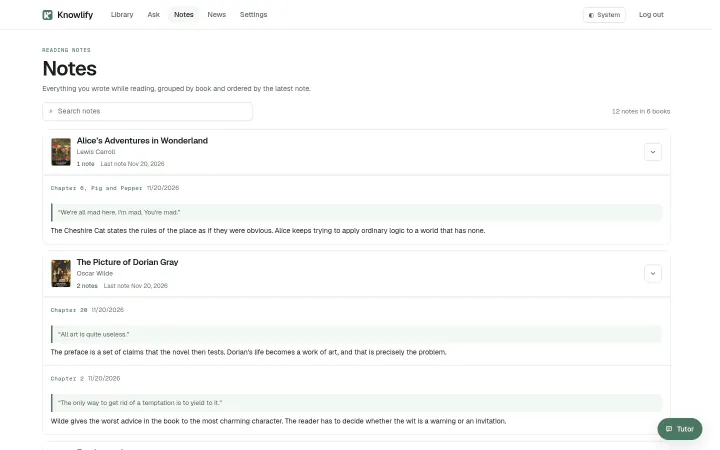 Knowlify
Library
Ask
Notes
News
Settings
System
Log out
READING NOTES
Notes
Everything you wrote while reading, grouped by book and ordered by the latest note.
Search notes
12 notes in 6 books
Alice's Adventures in Wonderland
Lewis Carroll
1 note Last note Nov 20, 2026
Chapter 6, Pig and Pepper 11/20/2026
"We're all mad here. I'm mad. You're mad."
The Cheshire Cat states the rules of the place as if they were obvious. Alice keeps trying to apply ordinary logic to a world that has none.
The Picture of Dorian Gray
Oscar Wilde
2 notes Last note Nov 20, 2026
Chapter 20 11/20/2026
"All art is quite useless."
The preface is a set of claims that the novel then tests. Dorian's life becomes a work of art, and that is precisely the problem.
Chapter 2 11/20/2026
"The only way to get rid of a temptation is to yield to it."
Wilde gives the worst advice in the book to the most charming character. The reader has to decide whether the wit is a warning or an invitation.
Tutor